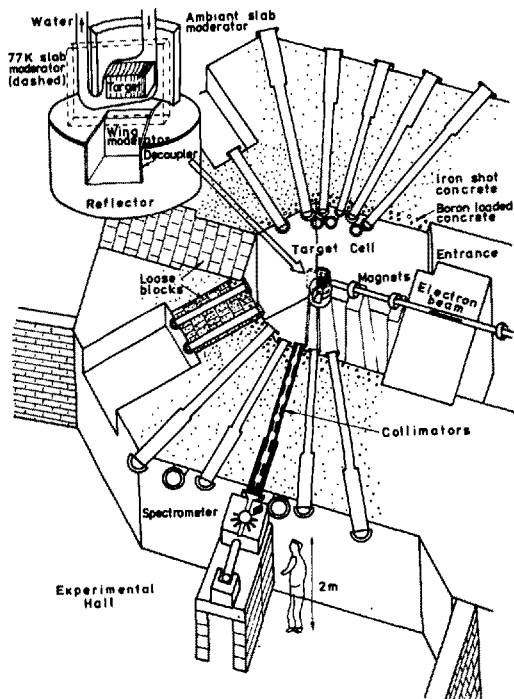 Water
Ambiant slab
moderator
77K slab
moderator
(dashed)
Target
Wing
moderator
Decoupler
Reflector
Iron shot
concrete
Boron loaded
concrete
Target Cell
Entrance
Magnets
Electron
beam
Loose
blocks
Collimators
Spectrometer
Experimental
Hall
2m